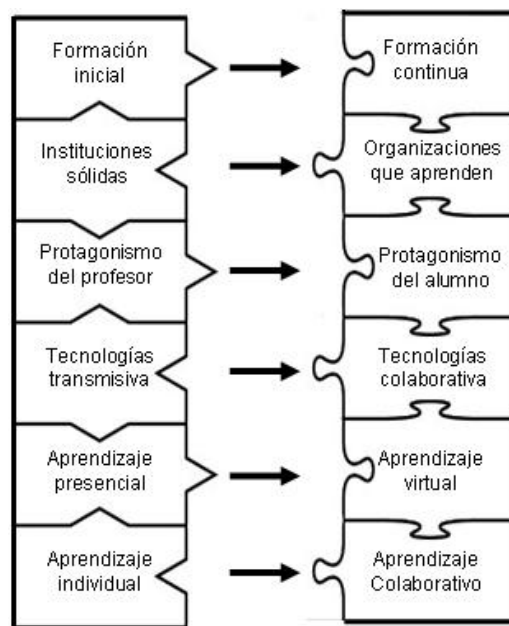 Formación
inicial
Formación
continua
Instituciones
sólidas
Organizaciones
que aprenden
Protagonismo
del profesor
Protagonismo
del alumno
Tecnologías
transmisiva
Tecnologías
colaborativa
Aprendizaje
presencial
Aprendizaje
virtual
Aprendizaje
individual
Aprendizaje
Colaborativo